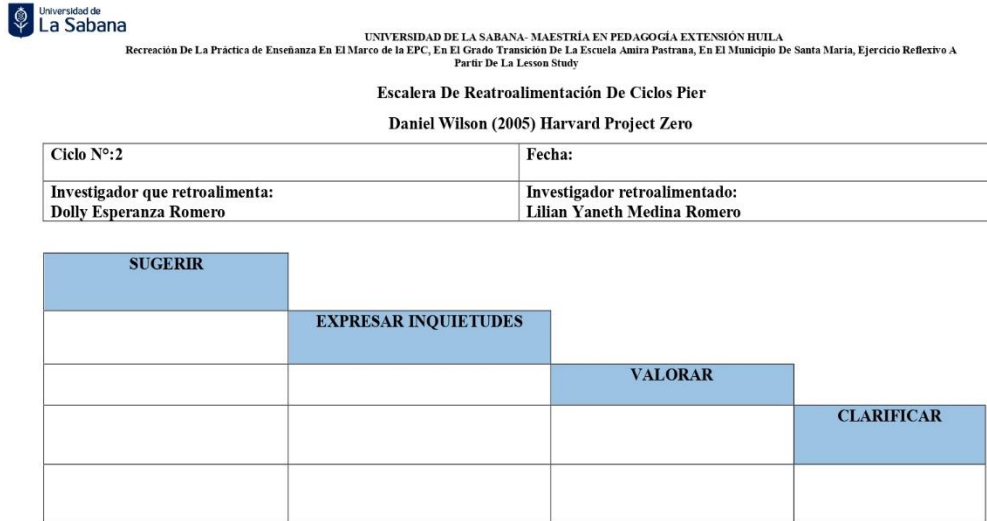 Universidad de
La Sabana
UNIVERSIDAD DE LA SABANA- MAESTRÍA EN PEDAGOGÍA EXTENSIÓN HUILA
Recreación De La Práctica de Enseñanza En El Marco de la EPC, En El Grado Transición De La Escuela Amira Pastrana, En El Municipio De Santa María, Ejercicio Reflexivo A
Partir De La Lesson Study
Escalera De Reatroalimentación De Ciclos Pier
Daniel Wilson (2005) Harvard Project Zero
Ciclo N°:2
Fecha:
Investigador que retroalimenta:
Dolly Esperanza Romero
Investigador retroalimentado:
Lilian Yaneth Medina Romero
SUGERIR
EXPRESAR INQUIETUDES
VALORAR
CLARIFICAR